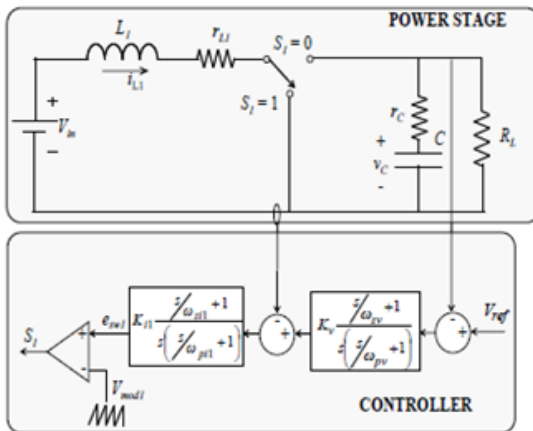 POWER STAGE
L1
rL1
S1=0
iL1
S1=1
+
Vin
−
rC
+
C
vC
-
RL
Ki1 (s/ωzi1 +1) / (s(s/ωpi1 +1))
Kv (s/ωzv +1) / (s(s/ωpv +1))
esw1
S1
+
-
-
+
-
+
Vref
Vmod1
CONTROLLER